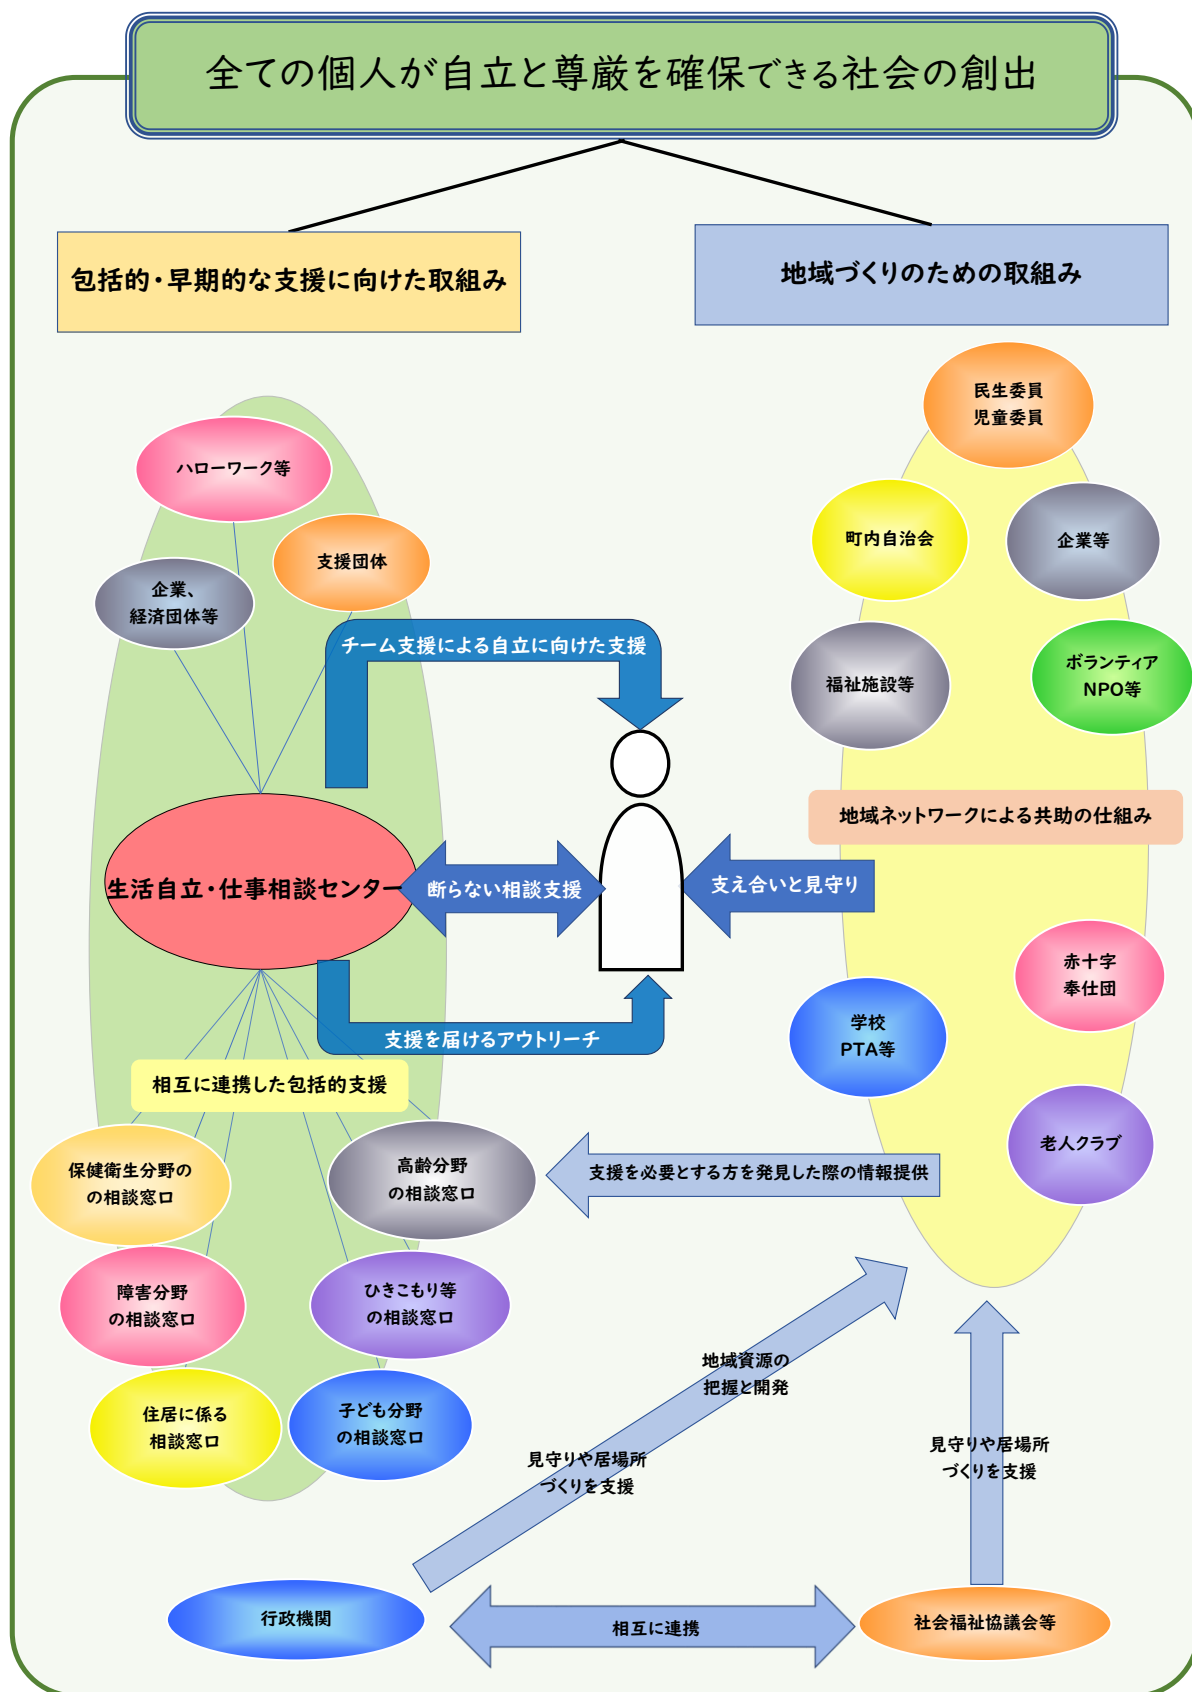 全ての個人が自立と尊厳を確保できる社会の創出
包括的・早期的な支援に向けた取組み
地域づくりのための取組み
民生委員
児童委員
ハローワーク等
町内自治会
企業等
支援団体
企業、
経済団体等
チーム支援による自立に向けた支援
福祉施設等
ボランティア
NPO等
地域ネットワークによる共助の仕組み
生活自立・仕事相談センター
断らない相談支援
支え合いと見守り
赤十字
奉仕団
学校
PTA等
支援を届けるアウトリーチ
相互に連携した包括的支援
老人クラブ
保健衛生分野の
の相談窓口
高齢分野
の相談窓口
支援を必要とする方を発見した際の情報提供
障害分野
の相談窓口
ひきこもり等
の相談窓口
地域資源の
把握と開発
住居に係る
相談窓口
子ども分野
の相談窓口
見守りや居場所
づくりを支援
見守りや居場所
づくりを支援
行政機関
相互に連携
社会福祉協議会等